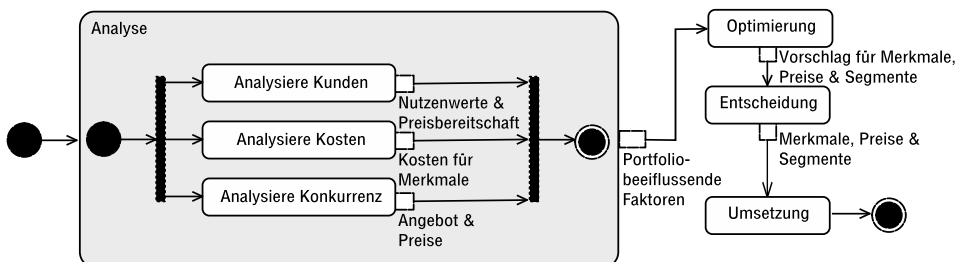 Analyse
Analysiere Kunden
Nutzenwerte &
Preisbereitschaft
Analysiere Kosten
Kosten für
Merkmale
Analysiere Konkurrenz
Angebot &
Preise
Portfolio-
beeiflussende
Faktoren
Optimierung
Vorschlag für Merkmale,
Preise & Segmente
Entscheidung
Merkmale, Preise &
Segmente
Umsetzung